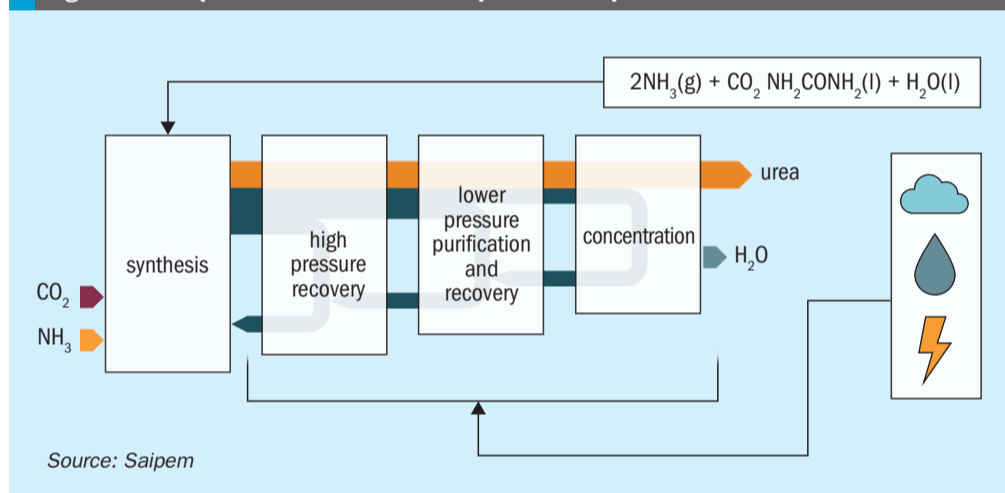 2NH₃(g) + CO₂ NH₂CONH₂(l) + H₂O(l)
urea
lower
pressure
purification
and
recovery
high
pressure
recovery
concentration
synthesis
H₂O
CO₂
NH₃
Source: Saipem